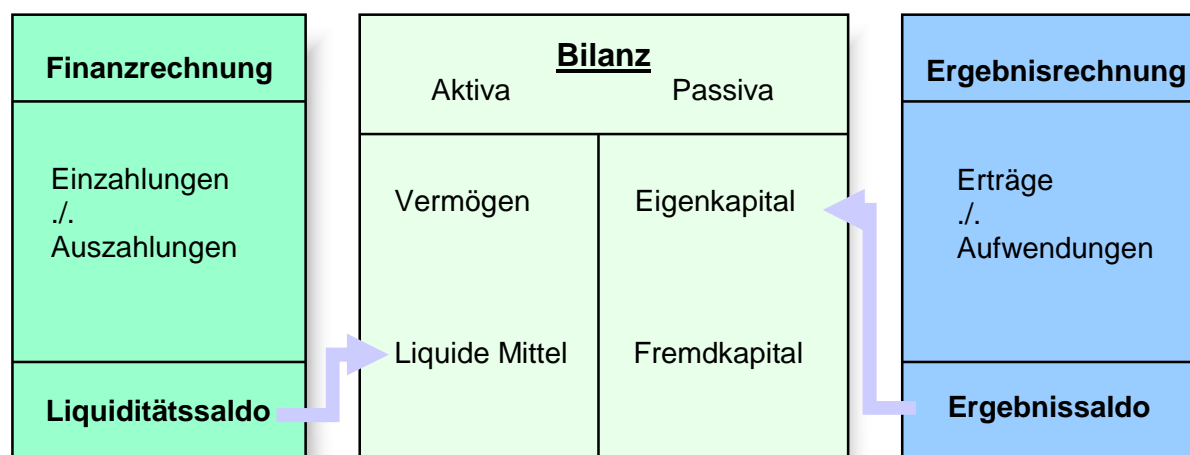 Finanzrechnung
Einzahlungen
./.
Auszahlungen
Liquiditätssaldo
Bilanz
Aktiva Passiva
Vermögen Eigenkapital
Liquide Mittel Fremdkapital
Ergebnisrechnung
Erträge
./.
Aufwendungen
Ergebnissaldo